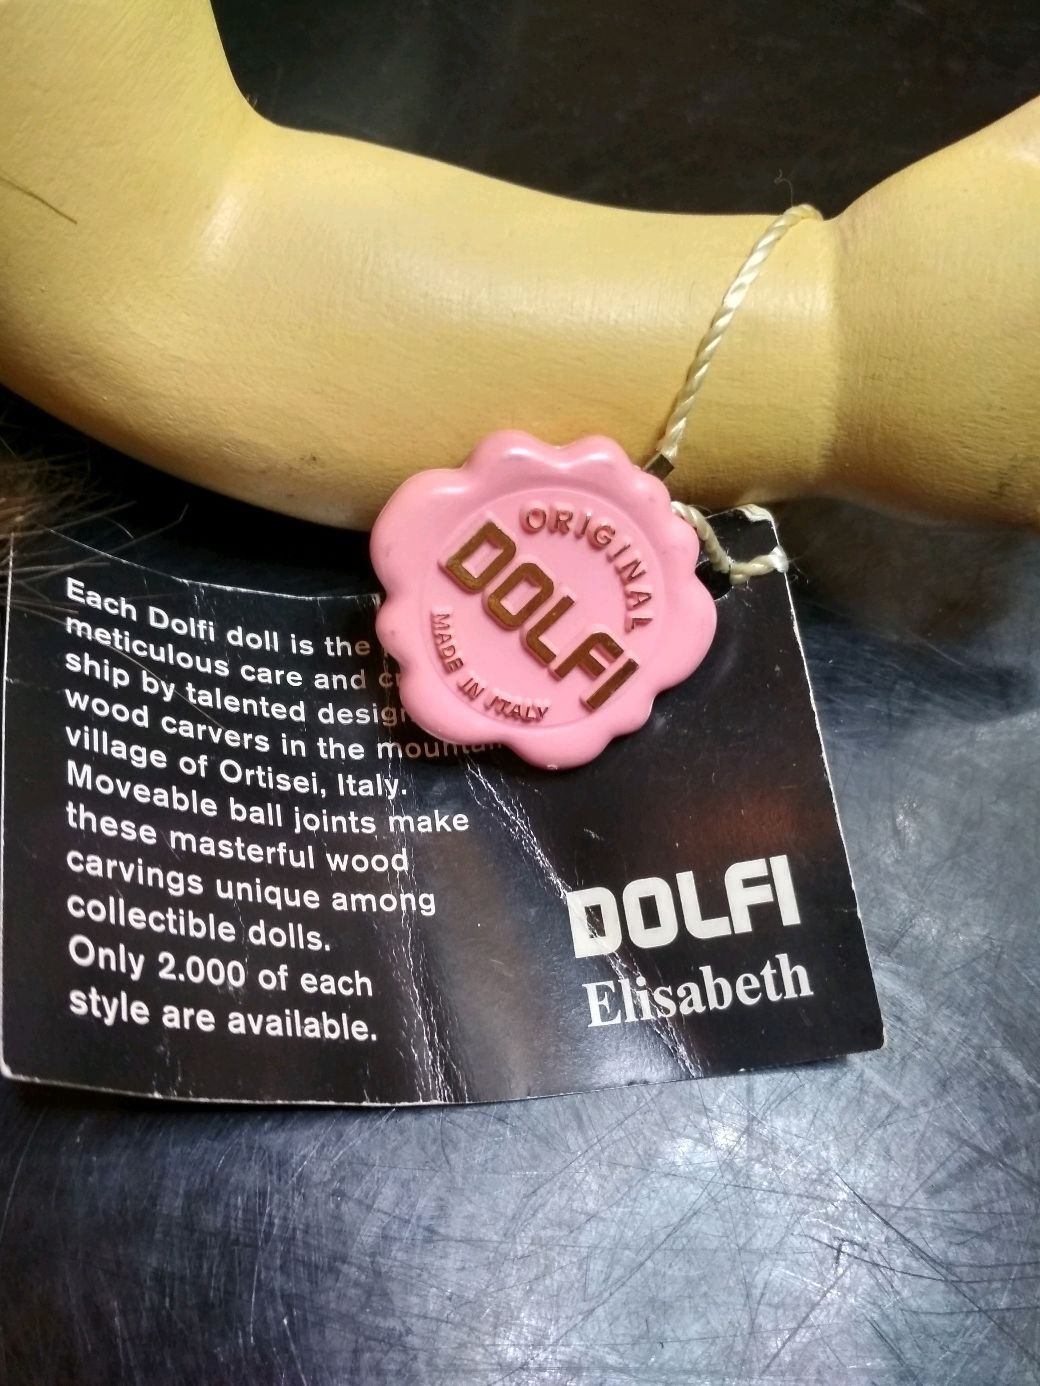 ORIGINAL
DOLFI
MADE IN ITALY
Each Dolfi doll is the
meticulous care and
ship by talented
wood carvers in the mountain
village of Ortisei, Italy.
Moveable ball joints make
these masterful wood
carvings unique among
collectible dolls.
Only 2.000 of each
style are available.
DOLFI
Elisabeth